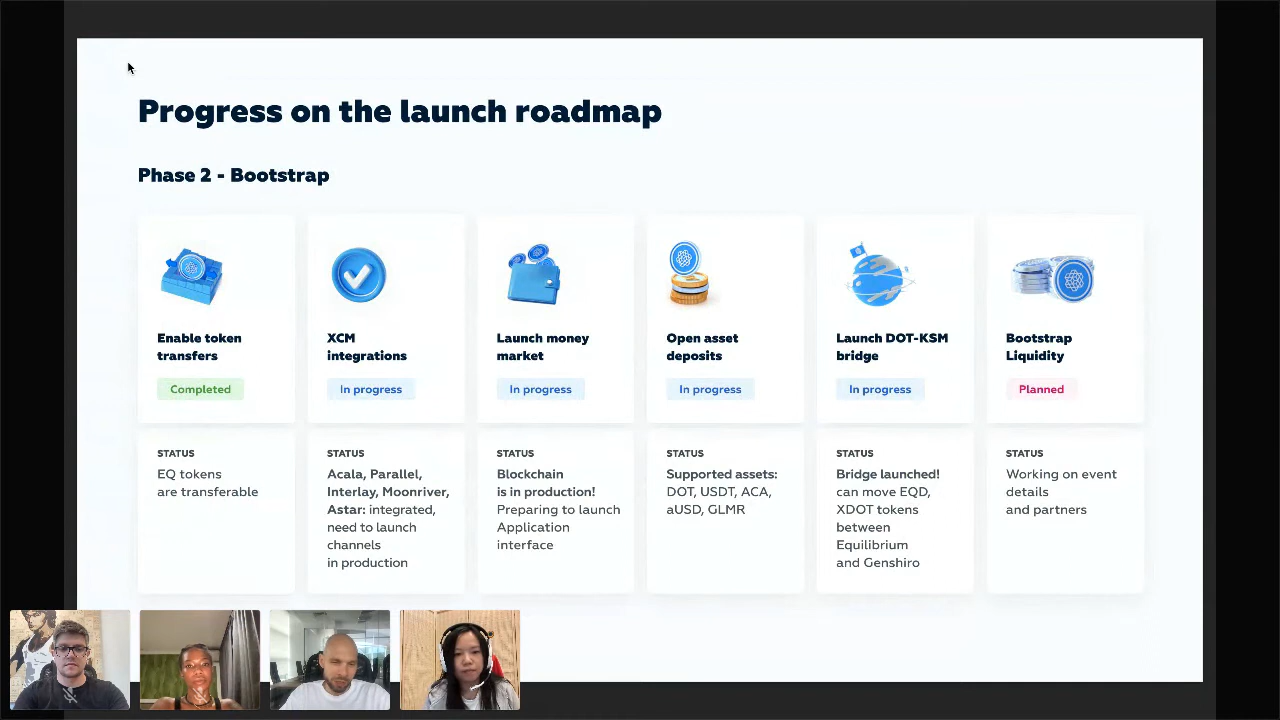 Progress on the launch roadmap
Phase 2 - Bootstrap
Enable token
transfers
Completed
STATUS
EQ tokens
are transferable
XCM
integrations
In progress
STATUS
Acala, Parallel,
Interlay, Moonriver,
Astar: integrated,
need to launch
channels
in production
Launch money
market
In progress
STATUS
Blockchain
is in production!
Preparing to launch
Application
interface
Open asset
deposits
In progress
STATUS
Supported assets:
DOT, USDT, ACA,
aUSD, GLMR
Launch DOT-KSM
bridge
In progress
STATUS
Bridge launched!
can move EQD,
XDOT tokens
between
Equilibrium
and Genshiro
Bootstrap
Liquidity
Planned
STATUS
Working on event
details
and partners